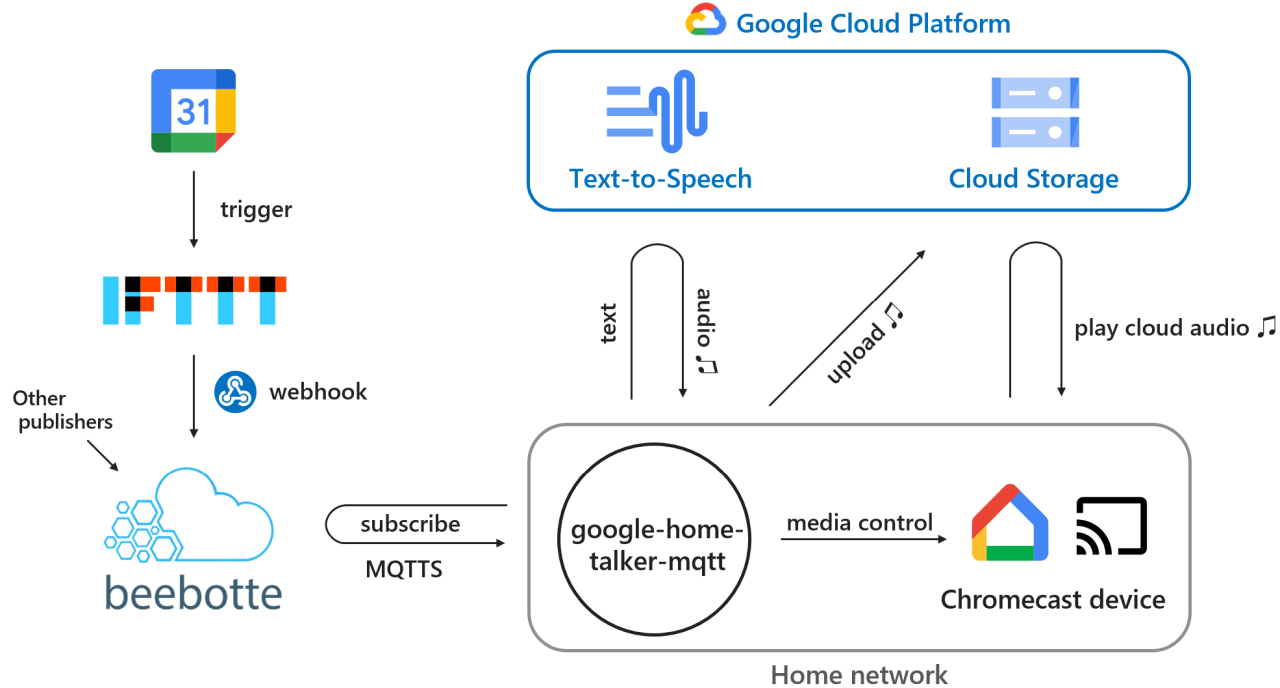 Google Cloud Platform
31
Text-to-Speech
Cloud Storage
trigger
IFTTT
text
audio
upload
play cloud audio
webhook
Other
publishers
beebotte
subscribe
MQTTS
google-home-
talker-mqtt
media control
Chromecast device
Home network